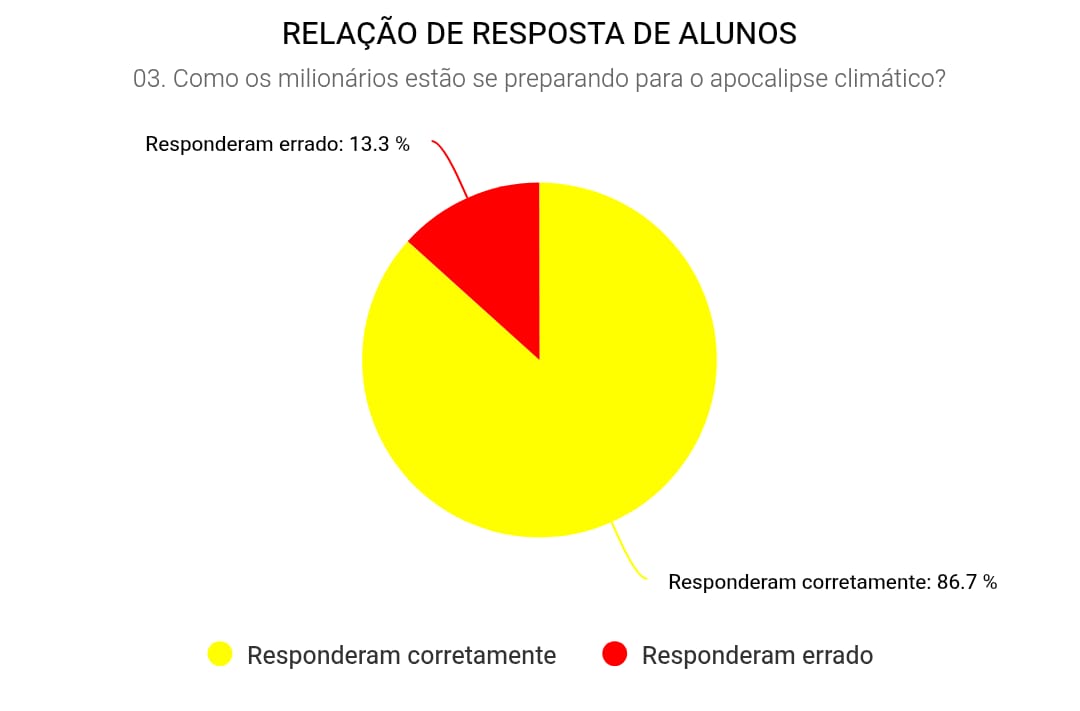 RELAÇÃO DE RESPOSTA DE ALUNOS
03. Como os milionários estão se preparando para o apocalipse climático?
Responderam errado: 13.3 %
Responderam corretamente: 86.7 %
Responderam corretamente
Responderam errado